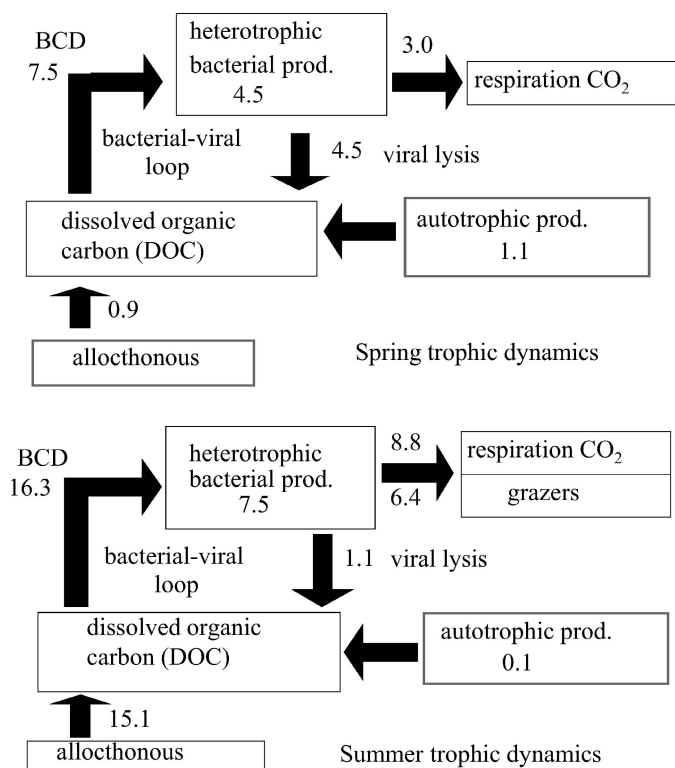 BCD
7.5
heterotrophic
bacterial prod.
4.5
3.0
respiration CO₂
bacterial-viral
loop
4.5 viral lysis
dissolved organic
carbon (DOC)
autotrophic prod.
1.1
0.9
allocthonous
Spring trophic dynamics
BCD
16.3
heterotrophic
bacterial prod.
7.5
8.8
6.4
respiration CO₂
grazers
bacterial-viral
loop
1.1 viral lysis
dissolved organic
carbon (DOC)
autotrophic prod.
0.1
15.1
allocthonous
Summer trophic dynamics